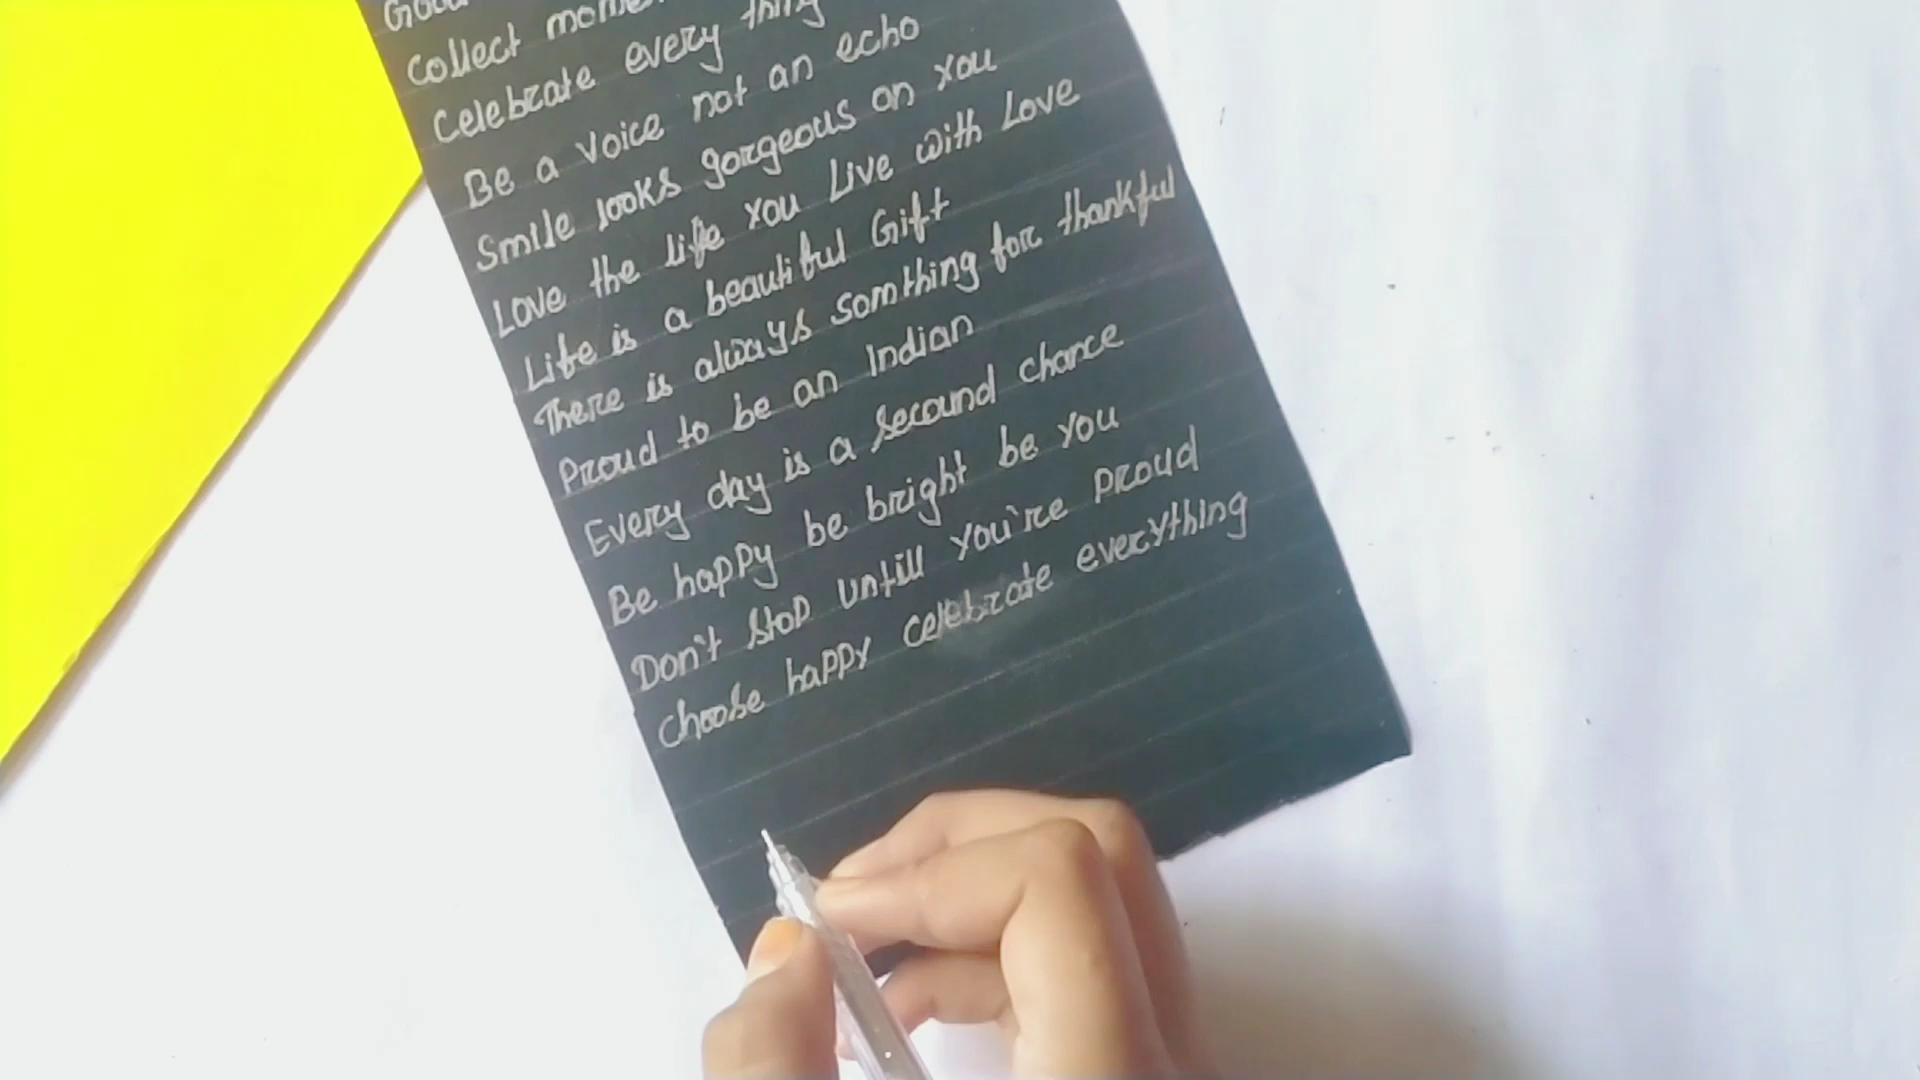 Good
collect
celebrate every thing
Be a voice not an echo
Smile looks gorgeous on you
Love the life you Live with Love
Life is a beautiful Gift
There is always somthing for thankful
Proud to be an Indian
Every day is a second chance
Be happy be bright be you
Don't stop untill you're proud
choose happy celebrate everything